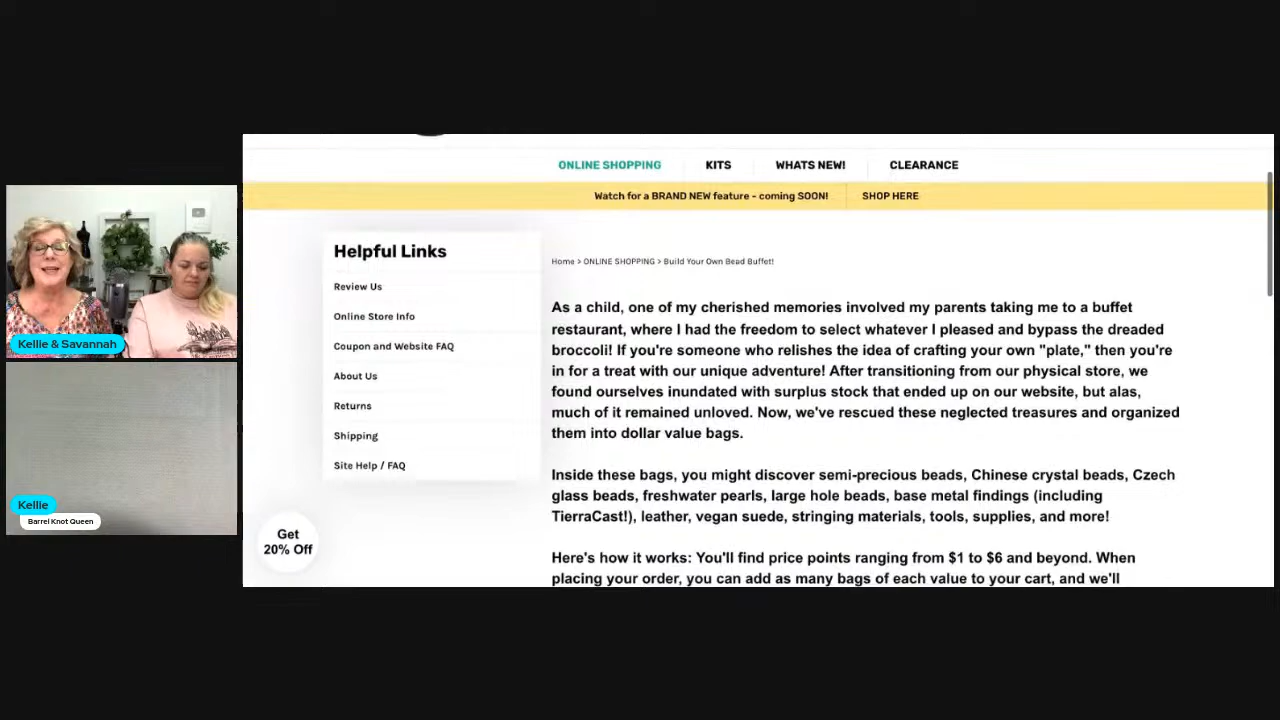 ONLINE SHOPPING
KITS
WHATS NEW!
CLEARANCE
Watch for a BRAND NEW feature - coming SOON!
SHOP HERE
Helpful Links
Review Us
Online Store Info
Coupon and Website FAQ
About Us
Returns
Shipping
Site Help / FAQ
Get
20% Off
Home > ONLINE SHOPPING > Build Your Own Bead Buffet!
As a child, one of my cherished memories involved my parents taking me to a buffet
restaurant, where I had the freedom to select whatever I pleased and bypass the dreaded
broccoli! If you're someone who relishes the idea of crafting your own "plate," then you're
in for a treat with our unique adventure! After transitioning from our physical store, we
found ourselves inundated with surplus stock that ended up on our website, but alas,
much of it remained unloved. Now, we've rescued these neglected treasures and organized
them into dollar value bags.
Inside these bags, you might discover semi-precious beads, Chinese crystal beads, Czech
glass beads, freshwater pearls, large hole beads, base metal findings (including
TierraCast!), leather, vegan suede, stringing materials, tools, supplies, and more!
Here's how it works: You'll find price points ranging from $1 to $6 and beyond. When
placing your order, you can add as many bags of each value to your cart, and we'll
Kellie & Savannah
Kellie
Barrel Knot Queen